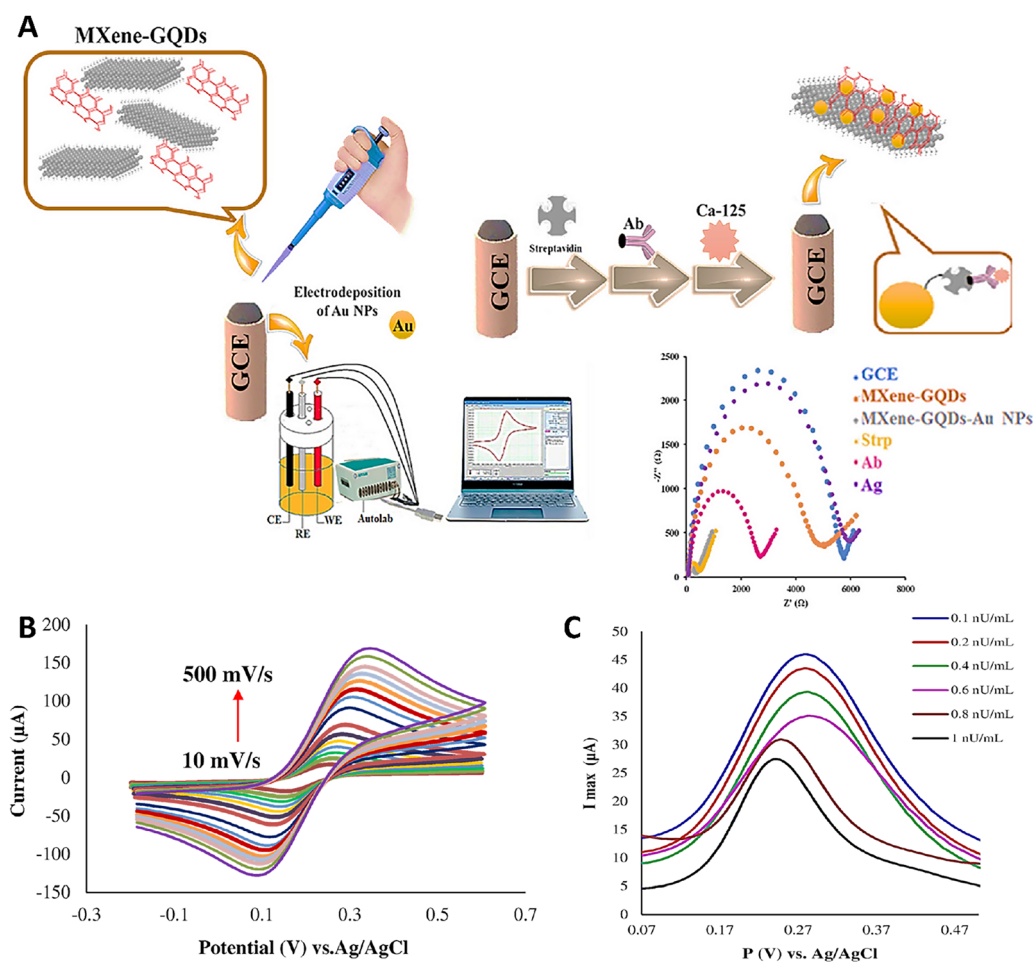 A
MXene-GQDs
GCE
Electrodeposition
of Au NPs
Au
CE
RE
WE
Autolab
GCE
Streptavidin
Ab
Ca-125
GCE
2500
2000
1500
1000
500
0
-Z'' (Ω)
0 2000 4000 6000 8000
Z' (Ω)
GCE
MXene-GQDs
MXene-GQDs-Au NPs
Strp
Ab
Ag
B
200
150
100
50
0
-50
-100
-150
Current (µA)
500 mV/s
10 mV/s
-0.3 -0.1 0.1 0.3 0.5 0.7
Potential (V) vs.Ag/AgCl
C
50
45
40
35
30
25
20
15
10
5
0
I max (µA)
0.07 0.17 0.27 0.37 0.47
P (V) vs. Ag/AgCl
0.1 nU/mL
0.2 nU/mL
0.4 nU/mL
0.6 nU/mL
0.8 nU/mL
1 nU/mL